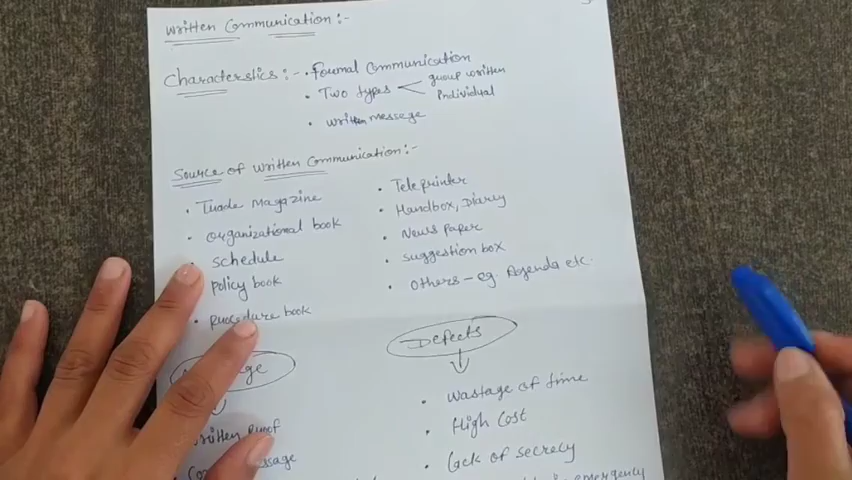 Written Communication :-
Characterstics :- • Formal Communication
• Two types group written
Individual
• written message
Source of written Communication :-
• Trade Magazine
• organizational book
• schedule
• policy book
• procedure book
• Teleprinter
• Handbox, Diary
• News Paper
• suggestion box
• others - eg. Agenda etc.
Defects
• wastage of time
• High Cost
• Lack of secrecy
emergency
written Proof